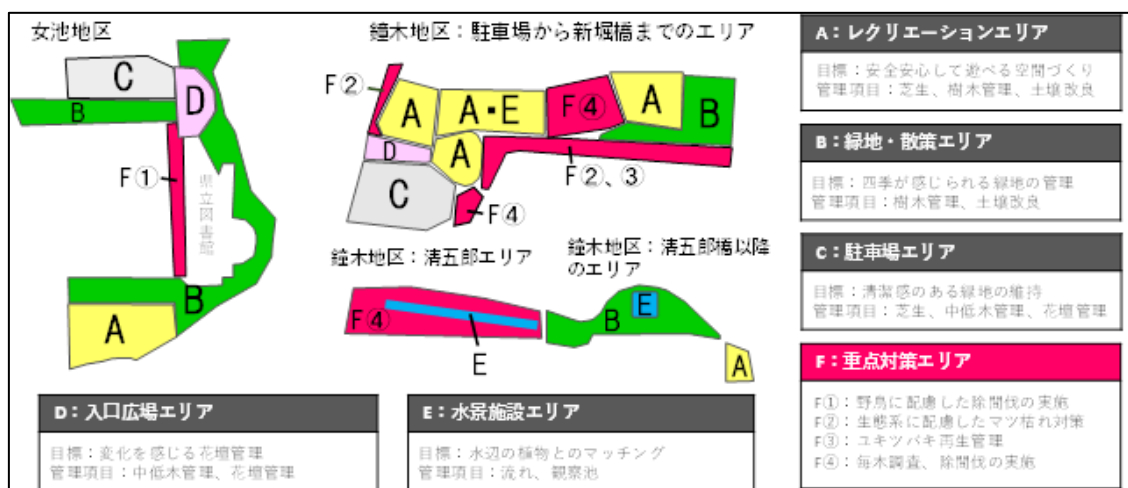 女池地区
C
D
B
F①
県立図書館
B
A
鐘木地区：駐車場から新堀橋までのエリア
F②
A
A・E
F④
A
B
D
A
C
F②、③
F④
鐘木地区：清五郎エリア
F④
E
鐘木地区：清五郎橋以降
のエリア
E
B
A
A：レクリエーションエリア
目標：安全安心して遊べる空間づくり
管理項目：芝生、樹木管理、土壌改良
B：緑地・散策エリア
目標：四季が感じられる緑地の管理
管理項目：樹木管理、土壌改良
C：駐車場エリア
目標：清潔感のある緑地の維持
管理項目：芝生、中低木管理、花壇管理
F：重点対策エリア
F①：野鳥に配慮した除間伐の実施
F②：生態系に配慮したマツ枯れ対策
F③：ユキツバキ再生管理
F④：毎木調査、除間伐の実施
D：入口広場エリア
目標：変化を感じる花壇管理
管理項目：中低木管理、花壇管理
E：水景施設エリア
目標：水辺の植物とのマッチング
管理項目：流れ、観察池